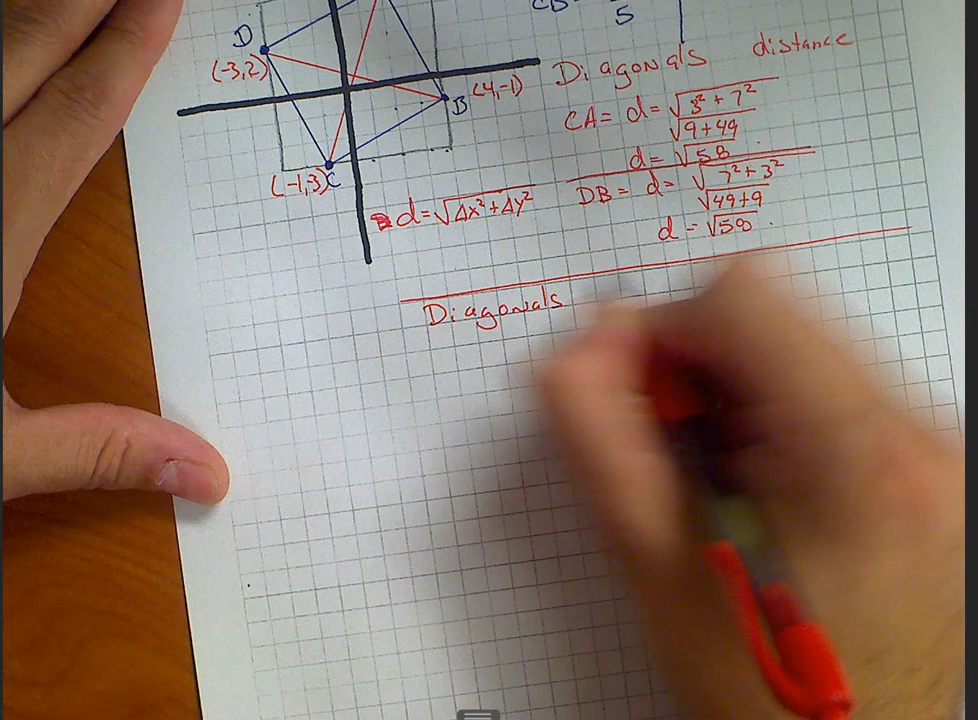 CB =
5
D
(-3,2)
B
(4,-1)
(-1,3) C
Diagonals distance
CA = d = √3² + 7²
√9+49
d = √58
DB = d = √7²+3²
√49+9
d = √58
d = √Δx²+Δy²
Diagonals